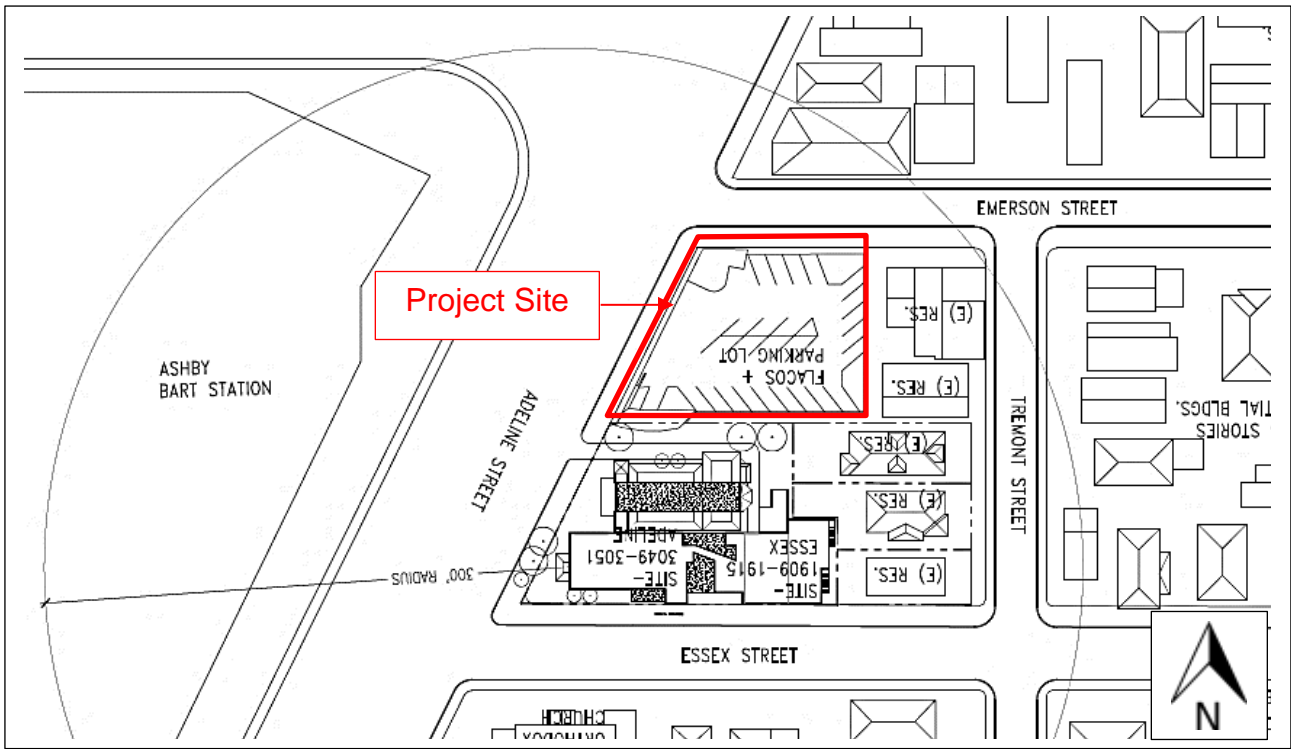 EMERSON STREET
Project Site
FLACOS +
PARKING LOT
(E) RES.
(E) RES.
(E) RES.
(E) RES.
(E) RES.
ASHBY
BART STATION
ADELINE STREET
TREMONT STREET
TIAL BLDGS.
STORIES
SITE-
3049-3051
ADELINE
SITE-
1909-1915
ESSEX
300' RADIUS
ESSEX STREET
ORTHODOX
CHURCH
N